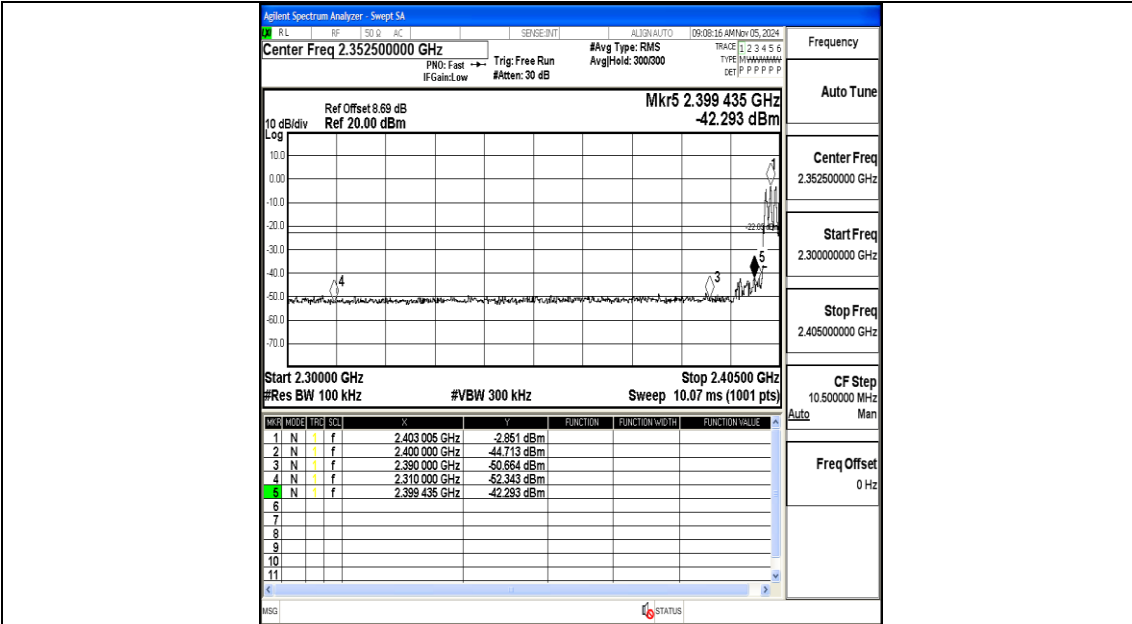 Agilent Spectrum Analyzer - Swept SA
RL RF 50 Ω AC SENSE:INT ALIGN AUTO 09:08:16 AM Nov 05, 2024
Center Freq 2.352500000 GHz
#Avg Type: RMS
TRACE 1 2 3 4 5 6
PNO: Fast
Trig: Free Run
Avg|Hold: 300/300
TYPE M
IFGain:Low
#Atten: 30 dB
DET P P P P P P
Mkr5 2.399 435 GHz
-42.293 dBm
Ref Offset 8.69 dB
10 dB/div Ref 20.00 dBm
Log
10.0
0.00
-10.0
-20.0
-30.0
-40.0
-50.0
-60.0
-70.0
1
5
3
4
Start 2.30000 GHz Stop 2.40500 GHz
#Res BW 100 kHz #VBW 300 kHz Sweep 10.07 ms (1001 pts)
MKR MODE TRC SCL X Y FUNCTION FUNCTION WIDTH FUNCTION VALUE
1 N 1 f 2.403 005 GHz -2.851 dBm
2 N 1 f 2.400 000 GHz -44.713 dBm
3 N 1 f 2.390 000 GHz -50.664 dBm
4 N 1 f 2.310 000 GHz -52.343 dBm
5 N 1 f 2.399 435 GHz -42.293 dBm
6
7
8
9
10
11
MSG STATUS
Frequency
Auto Tune
Center Freq
2.352500000 GHz
Start Freq
2.300000000 GHz
Stop Freq
2.405000000 GHz
CF Step
10.500000 MHz
Auto Man
Freq Offset
0 Hz